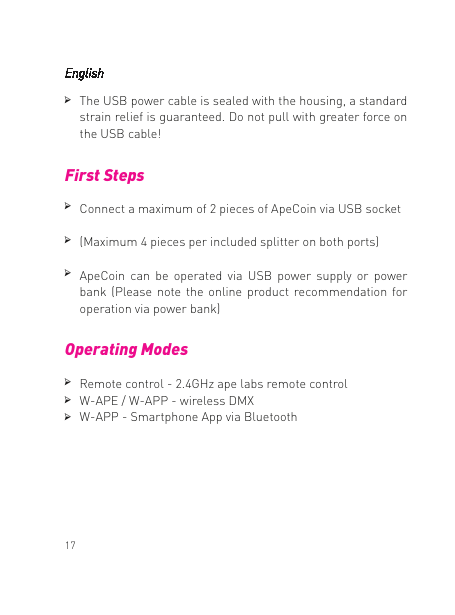 English
➢ The USB power cable is sealed with the housing, a standard
strain relief is guaranteed. Do not pull with greater force on
the USB cable!
First Steps
➢ Connect a maximum of 2 pieces of ApeCoin via USB socket
➢ (Maximum 4 pieces per included splitter on both ports)
➢ ApeCoin can be operated via USB power supply or power
bank (Please note the online product recommendation for
operation via power bank)
Operating Modes
➢ Remote control - 2.4GHz ape labs remote control
➢ W-APE / W-APP - wireless DMX
➢ W-APP - Smartphone App via Bluetooth
17